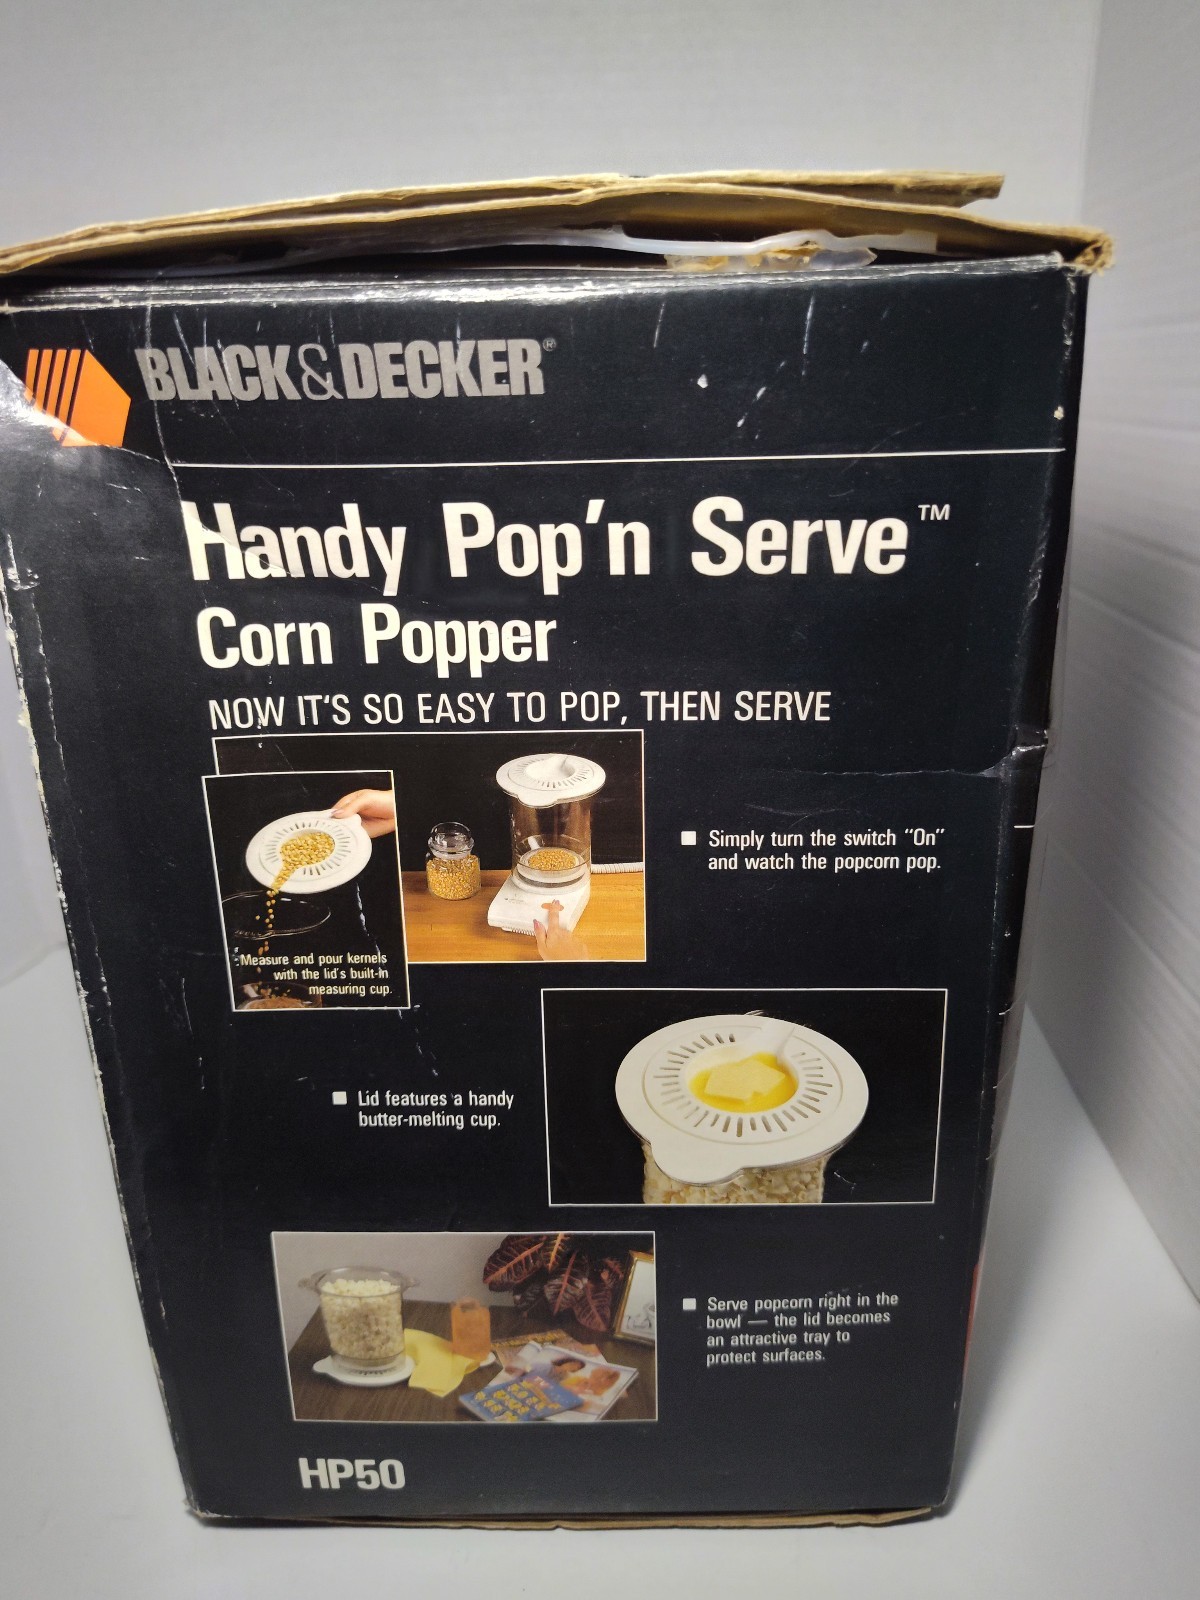 BLACK&DECKER®
Handy Pop'n Serve™
Corn Popper
NOW IT'S SO EASY TO POP, THEN SERVE
Measure and pour kernels
with the lid's built-in
measuring cup.
■ Simply turn the switch "On"
and watch the popcorn pop.
■ Lid features a handy
butter-melting cup.
■ Serve popcorn right in the
bowl — the lid becomes
an attractive tray to
protect surfaces.
HP50